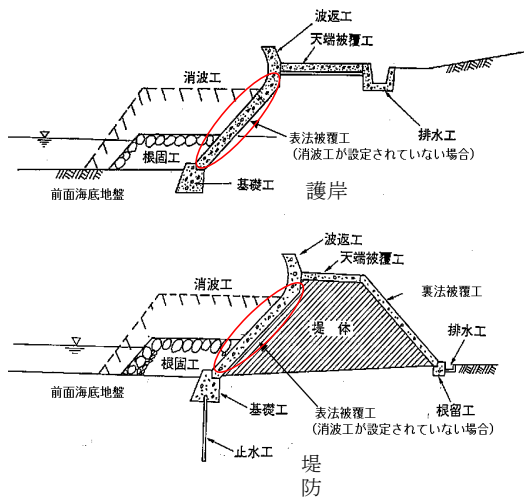 波返工
天端被覆工
消波工
排水工
表法被覆工
(消波工が設定されていない場合)
根固工
前面海底地盤
基礎工
護岸
波返工
天端被覆工
消波工
裏法被覆工
堤体
排水工
根固工
前面海底地盤
基礎工
表法被覆工
(消波工が設定されていない場合)
根留工
止水工
堤
防